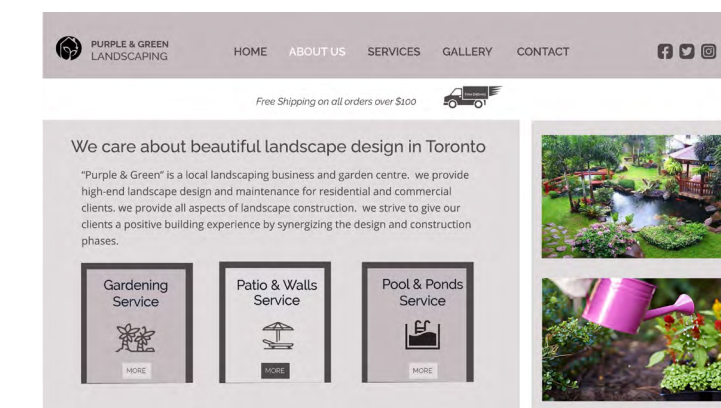 PURPLE & GREEN
LANDSCAPING
HOME ABOUT US SERVICES GALLERY CONTACT
Free Shipping on all orders over $100
Free Delivery
We care about beautiful landscape design in Toronto
“Purple & Green” is a local landscaping business and garden centre. we provide
high-end landscape design and maintenance for residential and commercial
clients. we provide all aspects of landscape construction. we strive to give our
clients a positive building experience by synergizing the design and construction
phases.
Gardening
Service
MORE
Patio & Walls
Service
MORE
Pool & Ponds
Service
MORE